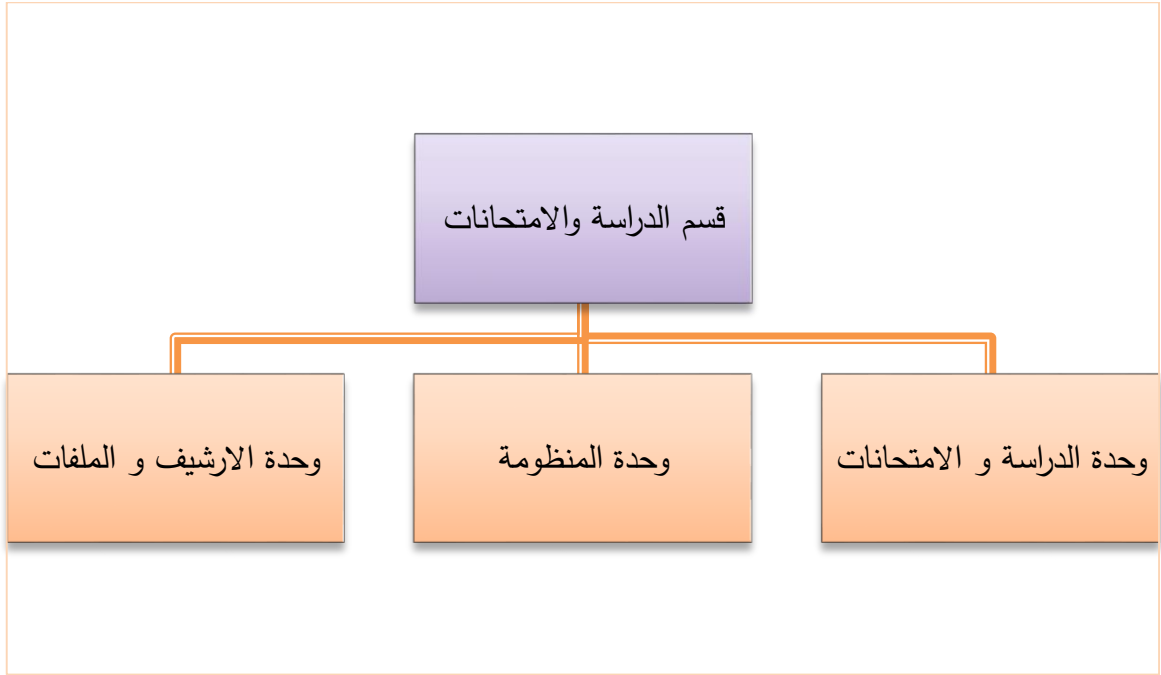 قسم الدراسة والامتحانات
وحدة الدراسة و الامتحانات
وحدة المنظومة
وحدة الارشيف و الملفات